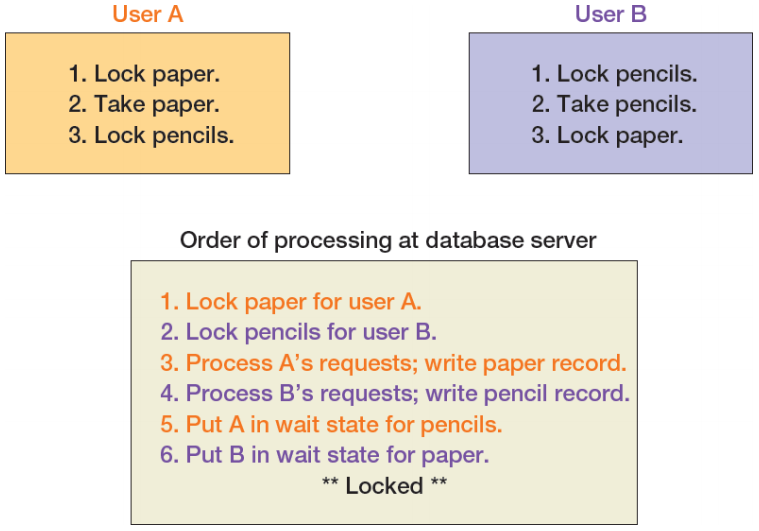 User A
1. Lock paper.
2. Take paper.
3. Lock pencils.
User B
1. Lock pencils.
2. Take pencils.
3. Lock paper.
Order of processing at database server
1. Lock paper for user A.
2. Lock pencils for user B.
3. Process A’s requests; write paper record.
4. Process B’s requests; write pencil record.
5. Put A in wait state for pencils.
6. Put B in wait state for paper.
** Locked **